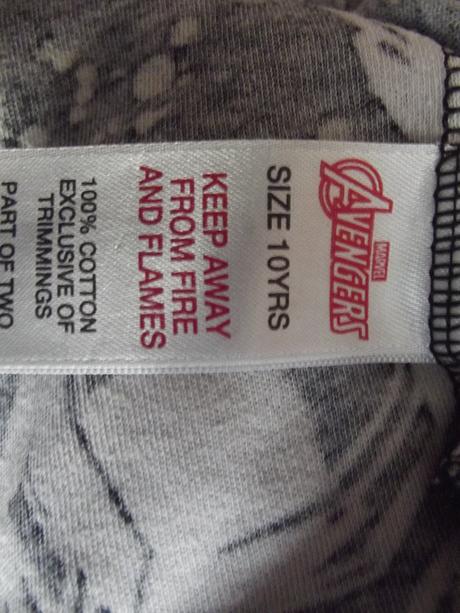 MARVEL
AVENGERS
SIZE 10YRS
KEEP AWAY
FROM FIRE
AND FLAMES
100% COTTON
EXCLUSIVE OF
TRIMMINGS
PART OF TWO